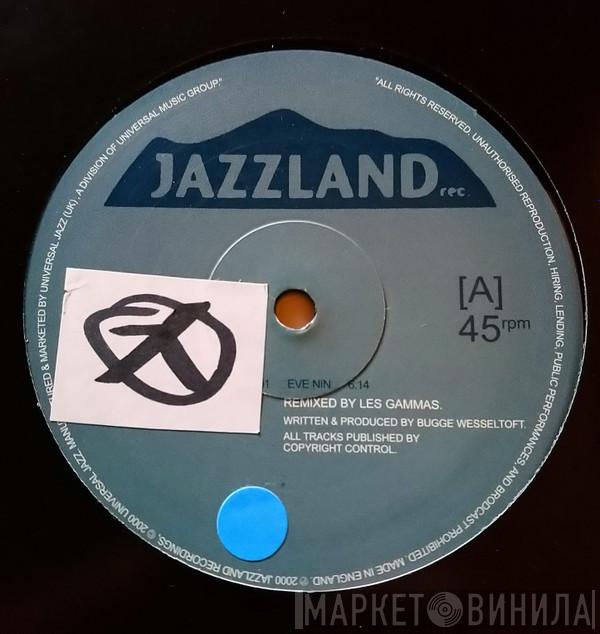 JAZZLAND rec.
[A]
45rpm
01 EVE NIN 6.14
REMIXED BY LES GAMMAS.
WRITTEN & PRODUCED BY BUGGE WESSELTOFT.
ALL TRACKS PUBLISHED BY
COPYRIGHT CONTROL.
"ALL RIGHTS RESERVED. UNAUTHORISED REPRODUCTION, HIRING, LENDING, PUBLIC PERFORMANCES AND BRODCAST PROHIBITED. MADE IN ENGLAND.
℗ 2000 JAZZLAND RECORDINGS, © 2000 UNIVERSAL JAZZ. & MARKETED BY UNIVERSAL JAZZ (UK), A DIVISION OF UNIVERSAL MUSIC GROUP."
МАРКЕТ ВИНИЛА